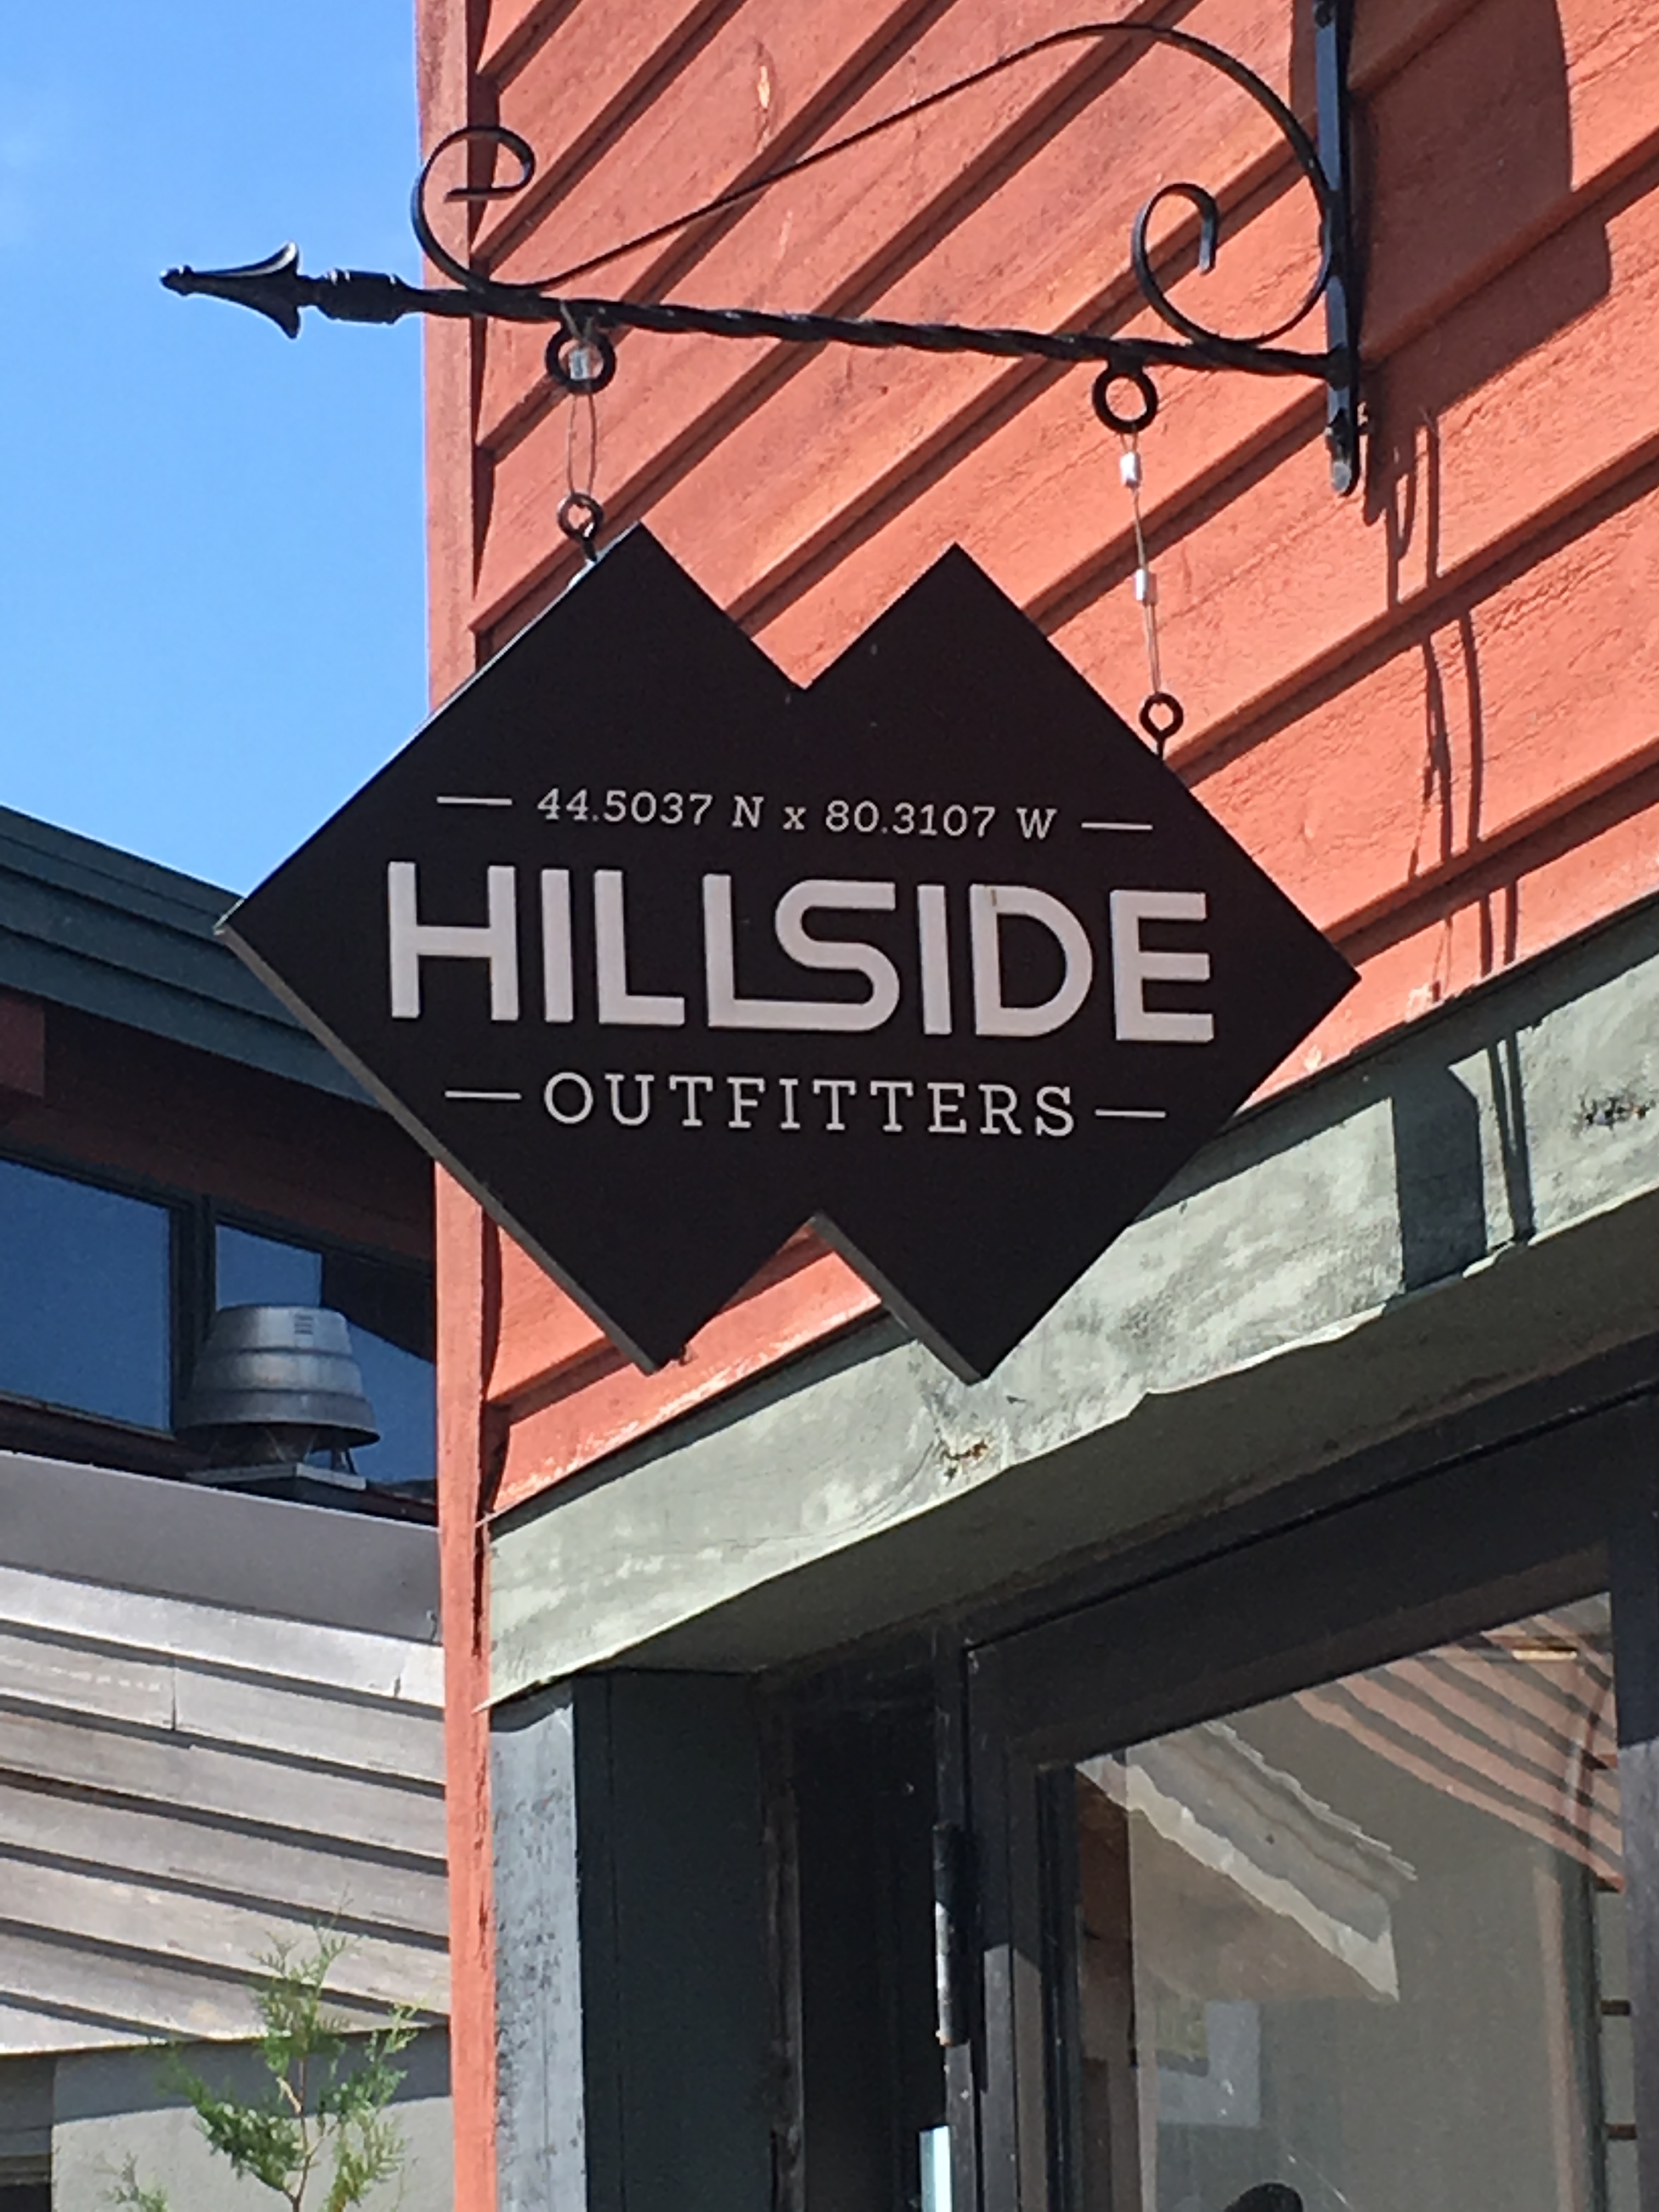 44.5037 N x 80.3107 W
HILLSIDE
OUTFITTERS